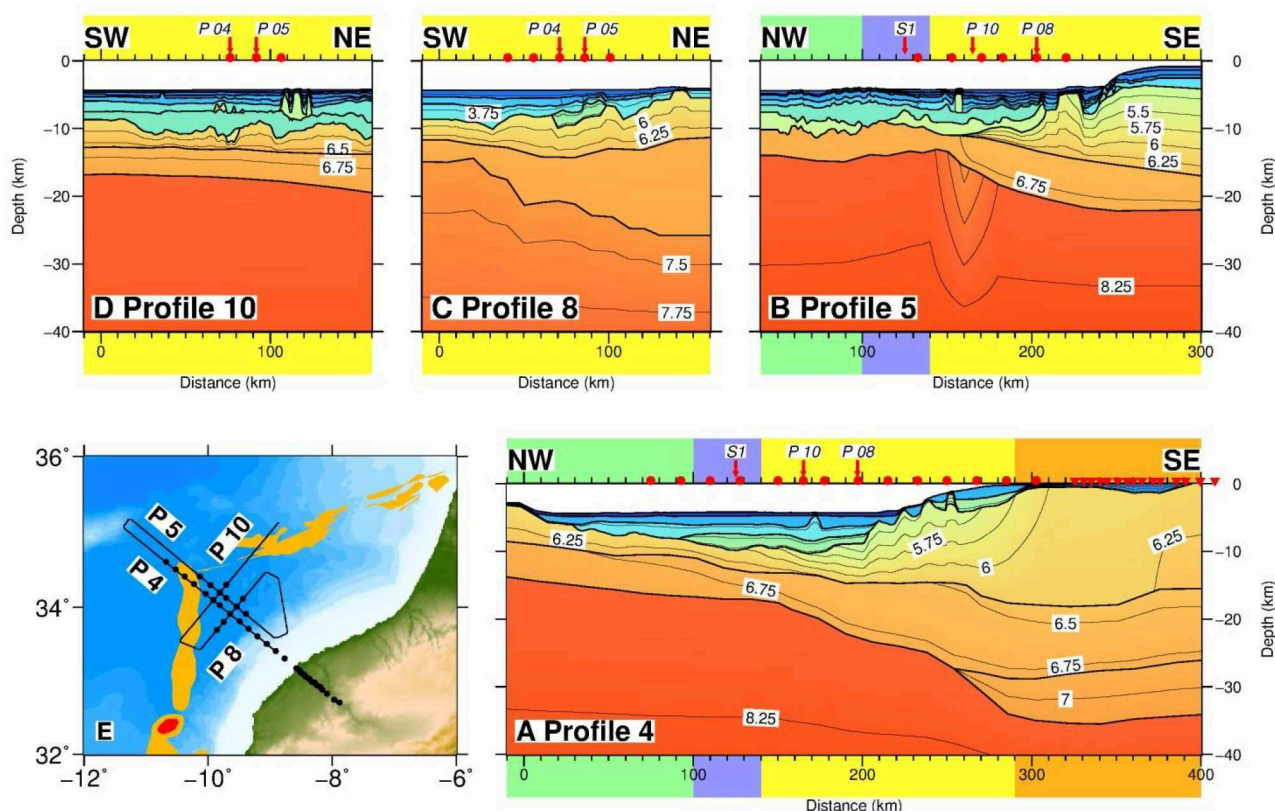 P 04 P 05
SW NE
0
−10
−20
−30
−40
6.5
6.75
D Profile 10
0 100
Distance (km)
Depth (km)
P 04 P 05
SW NE
3.75
6
6.25
7.5
7.75
C Profile 8
0 100
Distance (km)
S1 P 10 P 08
NW SE
0
−10
−20
−30
−40
5.5
5.75
6
6.25
6.75
8.25
B Profile 5
0
−10
−20
−30
−40
100 200 300
Distance (km)
Depth (km)
36°
34°
32°
P 5
P 10
P 4
P 8
E
−12 −10 −8 −6
S1 P 10 P 08
NW SE
0
−10
−20
−30
−40
6.25
5.75
6
6.25
6.75
6.5
6.75
7
8.25
A Profile 4
0 100 200 300 400
Distance (km)
Depth (km)